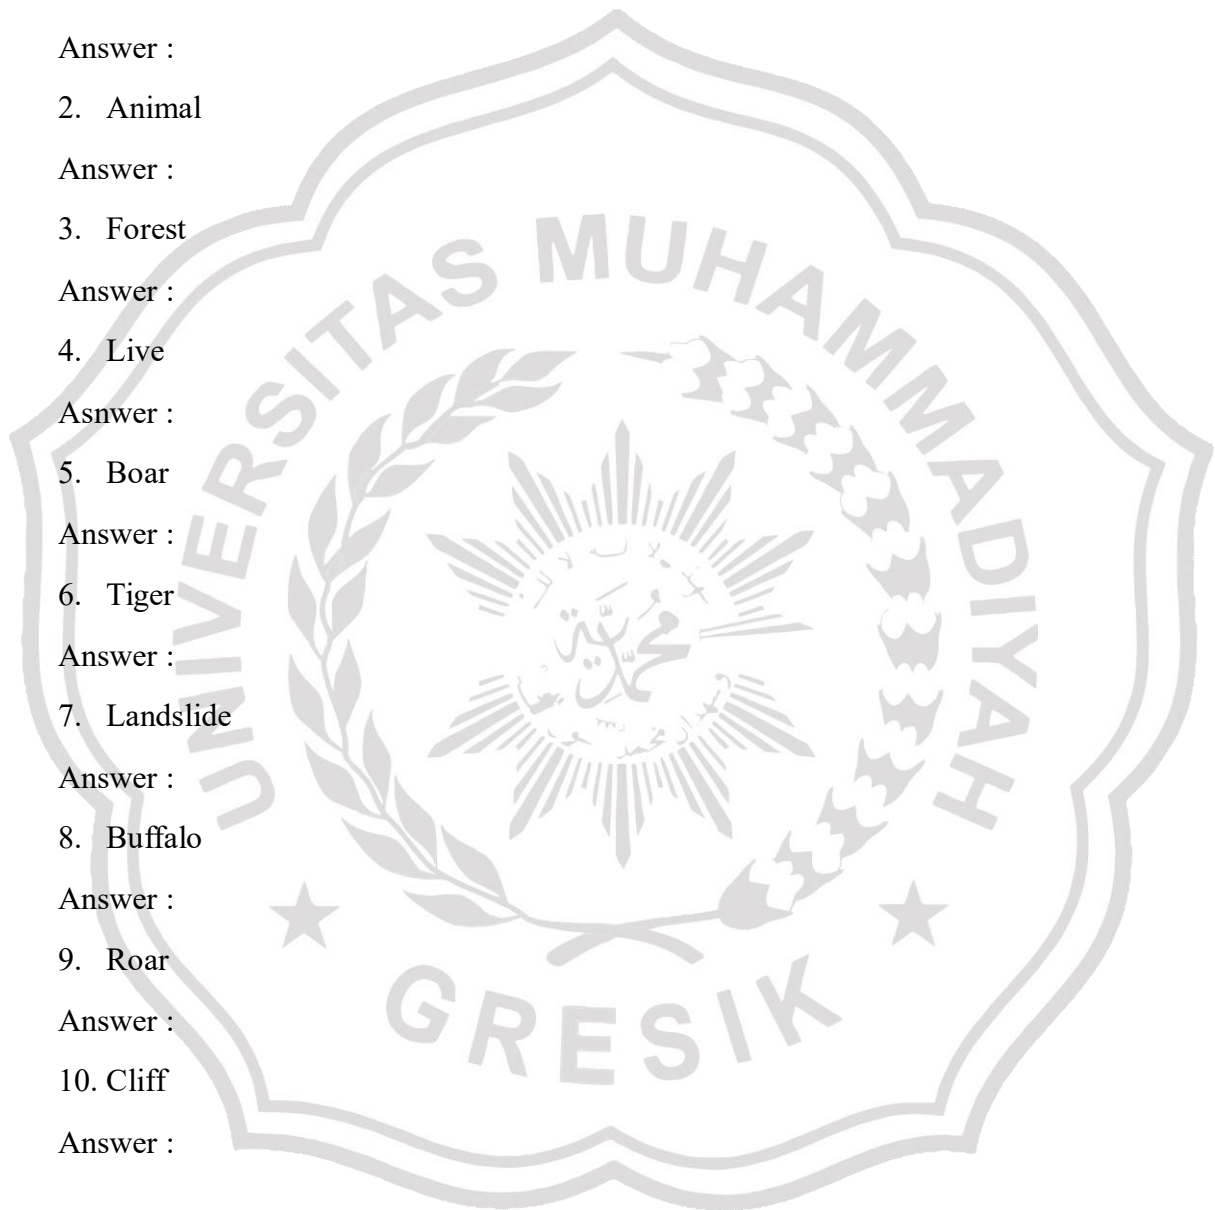 Answer :
2. Animal
Answer :
3. Forest
Answer :
4. Live
Asnwer :
5. Boar
Answer :
6. Tiger
Answer :
7. Landslide
Answer :
8. Buffalo
Answer :
9. Roar
Answer :
10. Cliff
Answer :
UNIVERSITAS MUHAMMADIYAH
GRESIK
محمدية